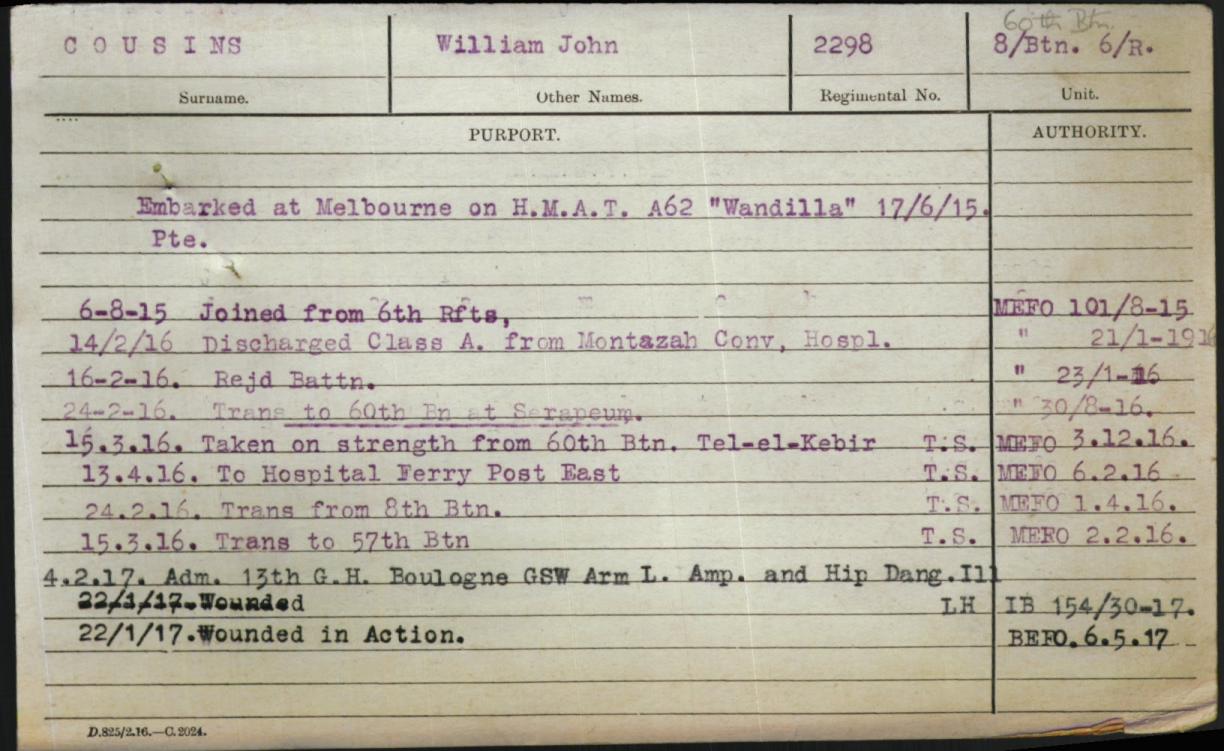 60th Btn.
COUSINS William John 2298 8/Btn. 6/R.
Surname. Other Names. Regimental No. Unit.
PURPORT. AUTHORITY.
Embarked at Melbourne on H.M.A.T. A62 "Wandilla" 17/6/15.
Pte.
6-8-15 Joined from 6th Rfts, MEFO 101/8-15
14/2/16 Discharged Class A. from Montazah Conv, Hospl. " 21/1-1916
16-2-16. Rejd Battn. " 23/1-16
24-2-16. Trans to 60th Bn at Serapeum. " 30/8-16.
15.3.16. Taken on strength from 60th Btn. Tel-el-Kebir T.S. MEFO 3.12.16.
13.4.16. To Hospital Ferry Post East T.S. MEFO 6.2.16
24.2.16. Trans from 8th Btn. T.S. MEFO 1.4.16.
15.3.16. Trans to 57th Btn T.S. MEFO 2.2.16.
4.2.17. Adm. 13th G.H. Boulogne GSW Arm L. Amp. and Hip Dang.Ill
22/1/17.Wounded LH IB 154/30-17.
22/1/17.Wounded in Action. BEFO.6.5.17
D.825/2.16.—C.2024.